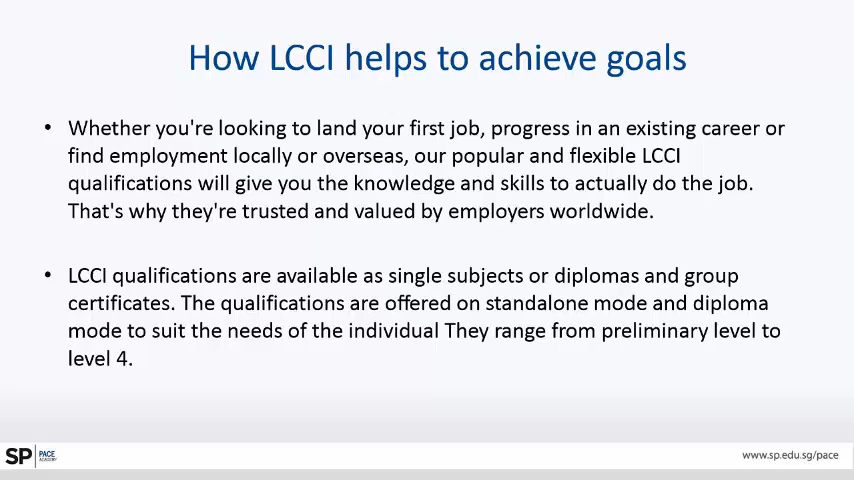 How LCCI helps to achieve goals
• Whether you're looking to land your first job, progress in an existing career or
find employment locally or overseas, our popular and flexible LCCI
qualifications will give you the knowledge and skills to actually do the job.
That's why they're trusted and valued by employers worldwide.
• LCCI qualifications are available as single subjects or diplomas and group
certificates. The qualifications are offered on standalone mode and diploma
mode to suit the needs of the individual They range from preliminary level to
level 4.
SP PACE
ACADEMY
www.sp.edu.sg/pace